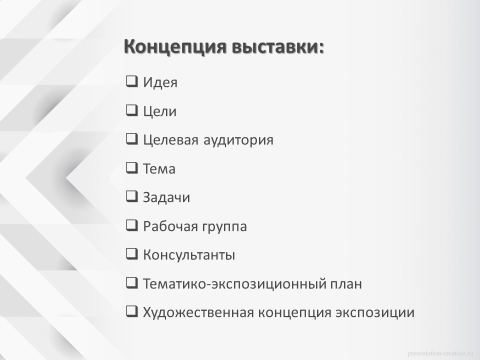 Концепция выставки:
❑ Идея
❑ Цели
❑ Целевая аудитория
❑ Тема
❑ Задачи
❑ Рабочая группа
❑ Консультанты
❑ Тематико-экспозиционный план
❑ Художественная концепция экспозиции